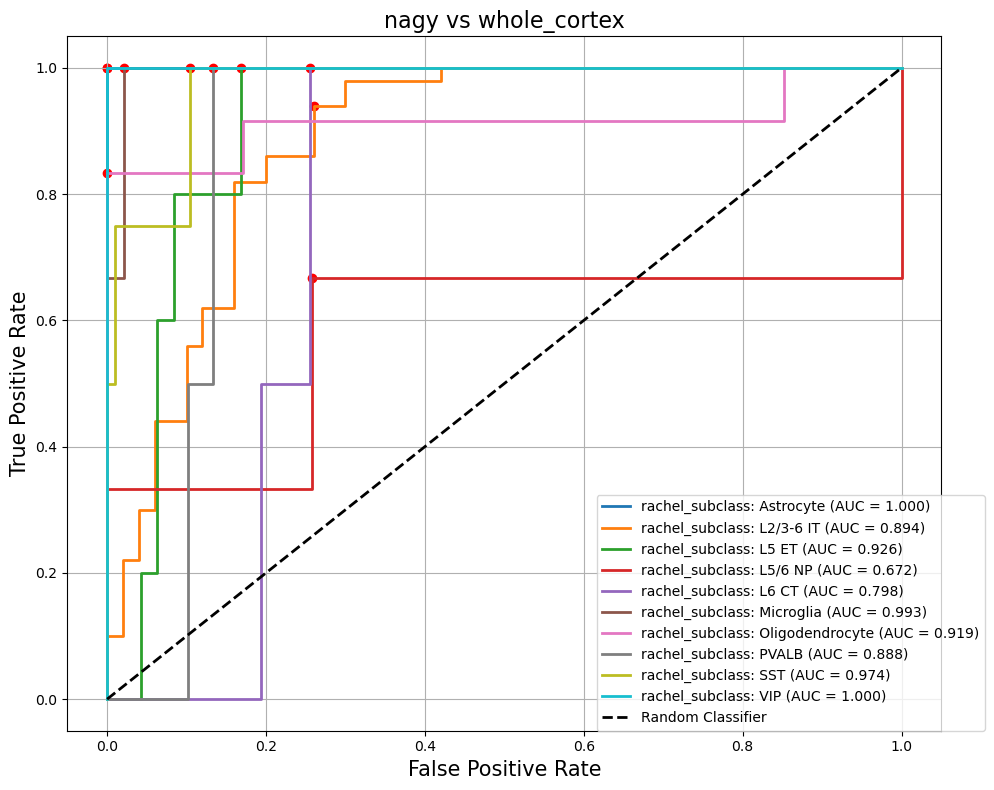 nagy vs whole_cortex
True Positive Rate
1.0
0.8
0.6
0.4
0.2
0.0
0.0
0.2
0.4
0.6
0.8
1.0
False Positive Rate
rachel_subclass: Astrocyte (AUC = 1.000)
rachel_subclass: L2/3-6 IT (AUC = 0.894)
rachel_subclass: L5 ET (AUC = 0.926)
rachel_subclass: L5/6 NP (AUC = 0.672)
rachel_subclass: L6 CT (AUC = 0.798)
rachel_subclass: Microglia (AUC = 0.993)
rachel_subclass: Oligodendrocyte (AUC = 0.919)
rachel_subclass: PVALB (AUC = 0.888)
rachel_subclass: SST (AUC = 0.974)
rachel_subclass: VIP (AUC = 1.000)
Random Classifier